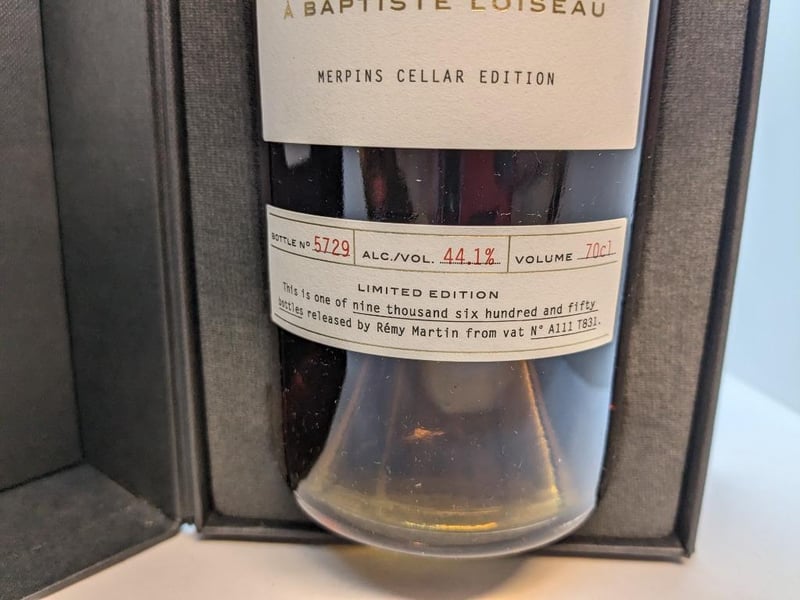 À BAPTISTE LOISEAU
MERPINS CELLAR EDITION
BOTTLE Nº 5729
ALC./VOL. 44.1%
VOLUME 70cl
LIMITED EDITION
This is one of nine thousand six hundred and fifty
bottles released by Rémy Martin from vat N° A111 T831.